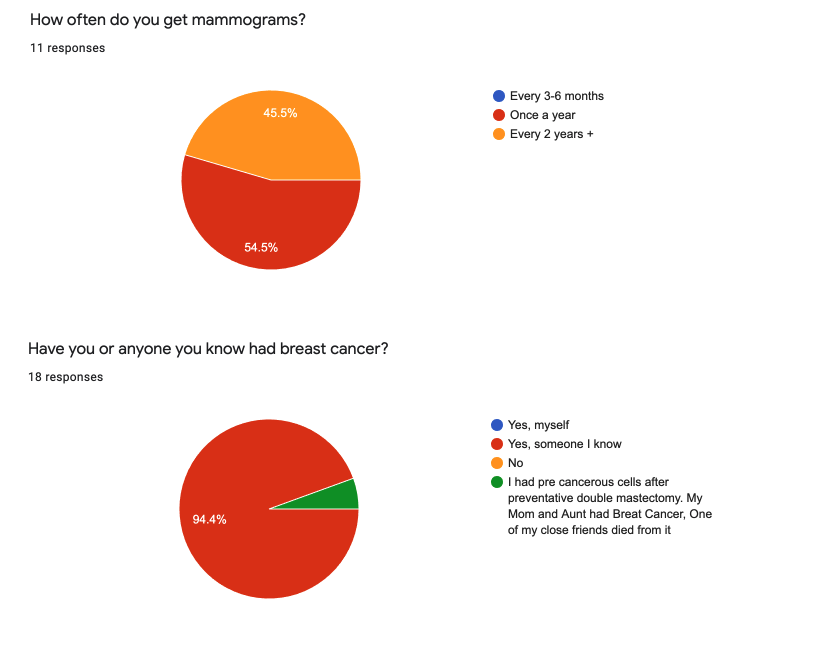 How often do you get mammograms?
11 responses
45.5%
54.5%
Every 3-6 months
Once a year
Every 2 years +
Have you or anyone you know had breast cancer?
18 responses
94.4%
Yes, myself
Yes, someone I know
No
I had pre cancerous cells after
preventative double mastectomy. My
Mom and Aunt had Breat Cancer, One
of my close friends died from it